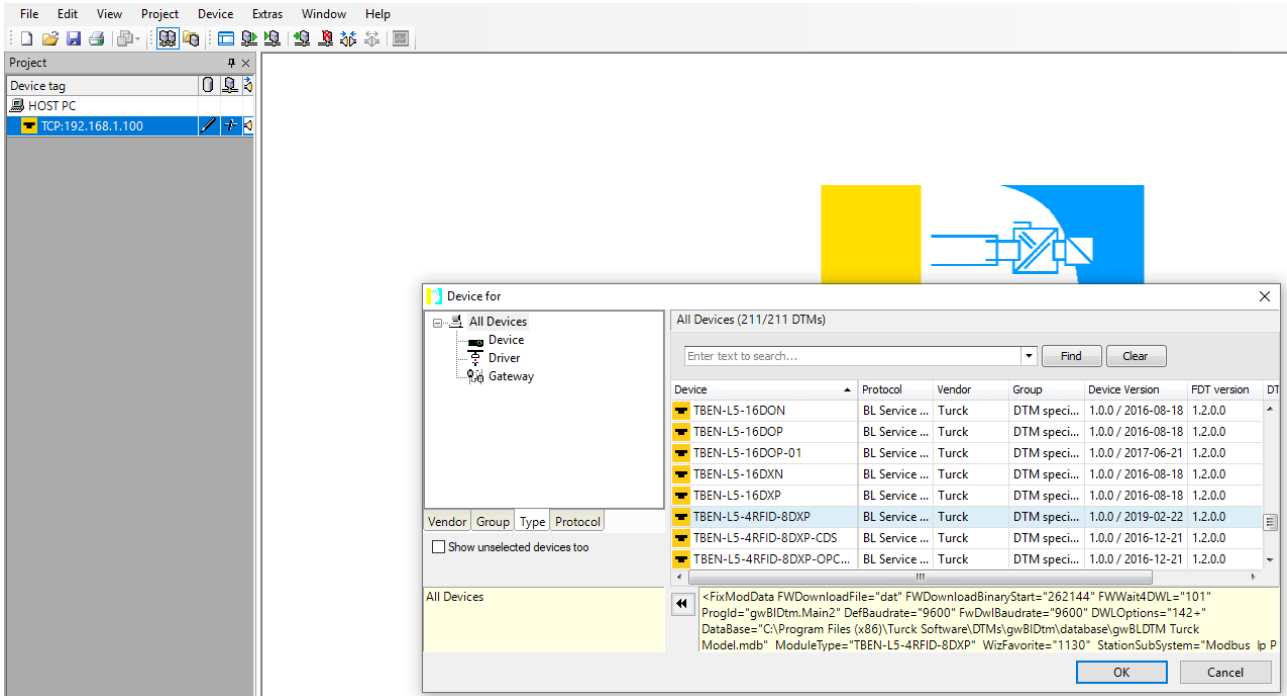 File Edit View Project Device Extras Window Help
Project
Device tag
HOST PC
TCP:192.168.1.100
Device for
All Devices
Device
Driver
Gateway
Vendor Group Type Protocol
Show unselected devices too
All Devices
All Devices (211/211 DTMs)
Enter text to search... Find Clear
Device Protocol Vendor Group Device Version FDT version DT
TBEN-L5-16DON BL Service ... Turck DTM speci... 1.0.0 / 2016-08-18 1.2.0.0
TBEN-L5-16DOP BL Service ... Turck DTM speci... 1.0.0 / 2016-08-18 1.2.0.0
TBEN-L5-16DOP-01 BL Service ... Turck DTM speci... 1.0.0 / 2017-06-21 1.2.0.0
TBEN-L5-16DXN BL Service ... Turck DTM speci... 1.0.0 / 2016-08-18 1.2.0.0
TBEN-L5-16DXP BL Service ... Turck DTM speci... 1.0.0 / 2016-08-18 1.2.0.0
TBEN-L5-4RFID-8DXP BL Service ... Turck DTM speci... 1.0.0 / 2019-02-22 1.2.0.0
TBEN-L5-4RFID-8DXP-CDS BL Service ... Turck DTM speci... 1.0.0 / 2016-12-21 1.2.0.0
TBEN-L5-4RFID-8DXP-OPC... BL Service ... Turck DTM speci... 1.0.0 / 2016-12-21 1.2.0.0
<FixModData FWDownloadFile="dat" FWDownloadBinaryStart="262144" FWWait4DWL="101"
ProgId="gwBlDtm.Main2" DefBaudrate="9600" FwDwlBaudrate="9600" DWLOptions="142+"
DataBase="C:\Program Files (x86)\Turck Software\DTMs\gwBlDtm\database\gwBLDTM Turck
Model.mdb" ModuleType="TBEN-L5-4RFID-8DXP" WizFavorite="1130" StationSubSystem="Modbus Ip P
OK Cancel